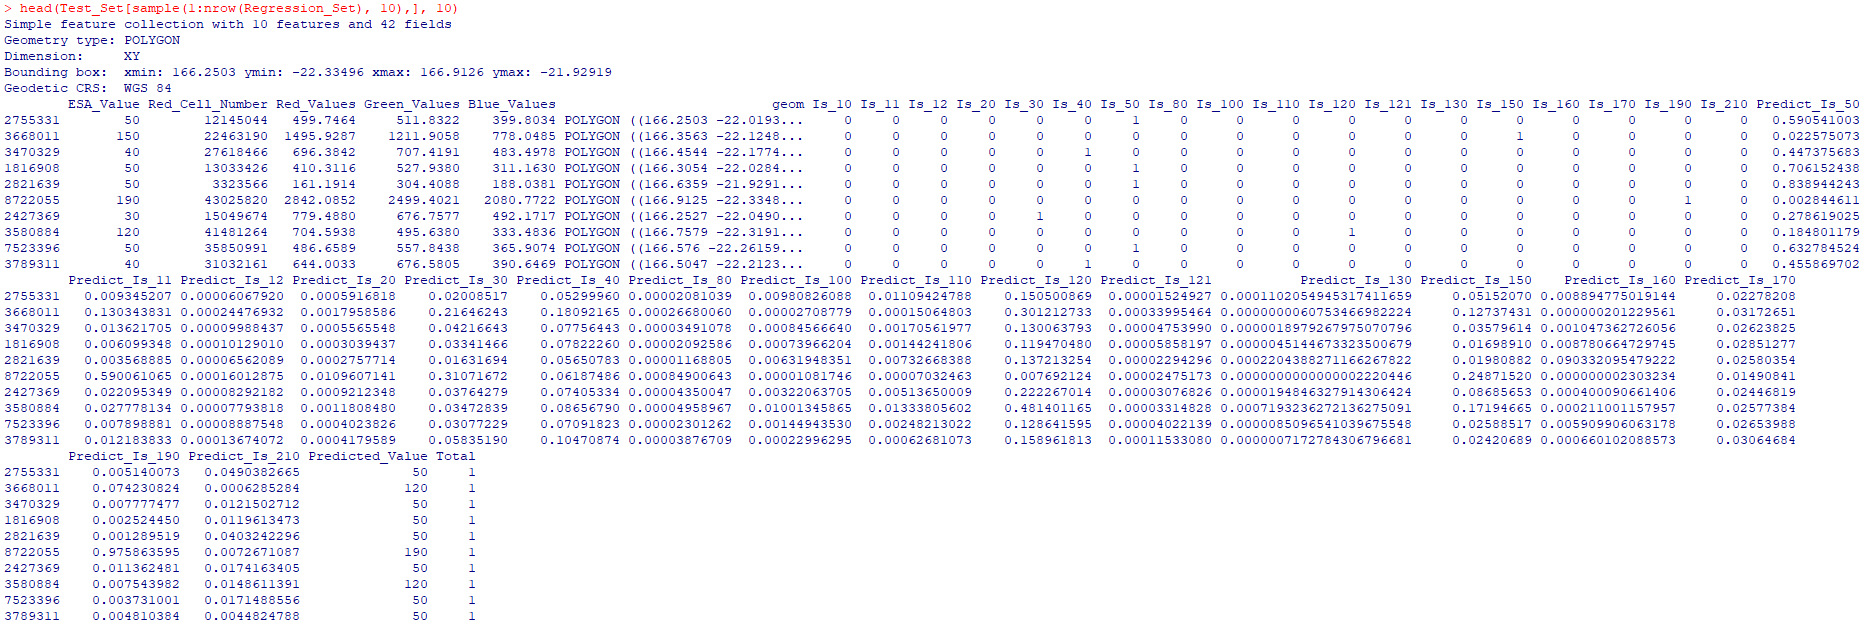 > head(Test_Set[sample(1:nrow(Regression_Set), 10),], 10)
Simple feature collection with 10 features and 42 fields
Geometry type: POLYGON
Dimension:     XY
Bounding box:  xmin: 166.2503 ymin: -22.33496 xmax: 166.9126 ymax: -21.92919
Geodetic CRS:  WGS 84
ESA_Value Red_Cell_Number Red_Values Green_Values Blue_Values geom Is_10 Is_11 Is_12 Is_20 Is_30 Is_40 Is_50 Is_80 Is_100 Is_110 Is_120 Is_121 Is_130 Is_150 Is_160 Is_170 Is_190 Is_210 Predict_Is_50
2755331 50 12145044 499.7464 511.8322 399.8034 POLYGON ((166.2503 -22.0193... 0 0 0 0 0 0 1 0 0 0 0 0 0 0 0 0 0 0 0.590541003
3668011 150 22463190 1495.9287 1211.9058 778.0485 POLYGON ((166.3563 -22.1248... 0 0 0 0 0 0 0 0 0 0 0 0 0 1 0 0 0 0 0.022575073
3470329 40 27618466 696.3842 707.4191 483.4978 POLYGON ((166.4544 -22.1774... 0 0 0 0 0 1 0 0 0 0 0 0 0 0 0 0 0 0 0.447375683
1816908 50 13033426 410.3116 527.9380 311.1630 POLYGON ((166.3054 -22.0284... 0 0 0 0 0 0 1 0 0 0 0 0 0 0 0 0 0 0 0.706152438
2821639 50 3323566 161.1914 304.4088 188.0381 POLYGON ((166.6359 -21.9291... 0 0 0 0 0 0 1 0 0 0 0 0 0 0 0 0 0 0 0.838944243
8722055 190 43025820 2842.0852 2499.4021 2080.7722 POLYGON ((166.9125 -22.3348... 0 0 0 0 0 0 0 0 0 0 0 0 0 0 0 0 1 0 0.002844611
2427369 30 15049674 779.4880 676.7577 492.1717 POLYGON ((166.2527 -22.0490... 0 0 0 0 1 0 0 0 0 0 0 0 0 0 0 0 0 0 0.278619025
3580884 120 41481264 704.5938 495.6380 333.4836 POLYGON ((166.7579 -22.3191... 0 0 0 0 0 0 0 0 0 0 1 0 0 0 0 0 0 0 0.184801179
7523396 50 35850991 486.6589 557.8438 365.9074 POLYGON ((166.576 -22.26159... 0 0 0 0 0 0 1 0 0 0 0 0 0 0 0 0 0 0 0.632784524
3789311 40 31032161 644.0033 676.5805 390.6469 POLYGON ((166.5047 -22.2123... 0 0 0 0 0 1 0 0 0 0 0 0 0 0 0 0 0 0 0.455869702
Predict_Is_11 Predict_Is_12 Predict_Is_20 Predict_Is_30 Predict_Is_40 Predict_Is_80 Predict_Is_100 Predict_Is_110 Predict_Is_120 Predict_Is_121 Predict_Is_130 Predict_Is_150 Predict_Is_160 Predict_Is_170
2755331 0.009345207 0.00006067920 0.0005916818 0.02008517 0.05299960 0.00002081039 0.00980826088 0.01109424788 0.150500869 0.00001524927 0.0001102054945317411659 0.05152070 0.008894775019144 0.02278208
3668011 0.130343831 0.00024476932 0.0017958586 0.21646243 0.18092165 0.00026680060 0.00002708779 0.00015064803 0.301212733 0.00033995464 0.0000000060753466982224 0.12737431 0.000000201229561 0.03172651
3470329 0.013621705 0.00009988437 0.0005565548 0.04216643 0.07756443 0.00003491078 0.00084566640 0.00170561977 0.130063793 0.00004753990 0.0000018979267975070796 0.03579614 0.001047362726056 0.02623825
1816908 0.006099348 0.00010129010 0.0003039437 0.03341466 0.07822260 0.00002092586 0.00073966204 0.00144241806 0.119470480 0.00005858197 0.0000045144673323500679 0.01698910 0.008780664729745 0.02851277
2821639 0.003568885 0.00006562089 0.0002757714 0.01631694 0.05650783 0.00001168805 0.00631948351 0.00732668388 0.137213254 0.00002294296 0.0002204388271166267822 0.01980882 0.090332095479222 0.02580354
8722055 0.590061065 0.00016012875 0.0109607141 0.31071672 0.06187486 0.00084900643 0.00001081746 0.00007032463 0.007692124 0.00002475173 0.0000000000000002220446 0.24871520 0.000000002303234 0.01490841
2427369 0.022095349 0.00008292182 0.0009212348 0.03764279 0.07405334 0.00004350047 0.00322063705 0.00513650009 0.222267014 0.00003076826 0.0000194846327914306424 0.08685653 0.000400090661406 0.02446819
3580884 0.027778134 0.00007793818 0.0011808480 0.03472839 0.08656790 0.00004958967 0.01001345865 0.01333805602 0.481401165 0.00003314828 0.0000719323627213627509​1 0.17194665 0.000211001157957 0.02577384
7523396 0.007898881 0.00008887548 0.0004023826 0.03077229 0.07091823 0.00002301262 0.00144943530 0.00248213022 0.128641595 0.00004022139 0.0000085096541039675548 0.02588517 0.005909906063178 0.02653988
3789311 0.012183833 0.00013674072 0.0004179589 0.05835190 0.10470874 0.00003876709 0.00022996295 0.00062681073 0.158961813 0.00011533080 0.0000007172784306796681 0.02420689 0.000660102088573 0.03064684
Predict_Is_190 Predict_Is_210 Predicted_Value Total
2755331 0.005140073 0.0490382665 50 1
3668011 0.074230824 0.0006285284 120 1
3470329 0.007777477 0.0121502712 50 1
1816908 0.002524450 0.0119613473 50 1
2821639 0.001289519 0.0403242296 50 1
8722055 0.975863595 0.0072671087 190 1
2427369 0.011362481 0.0174163405 50 1
3580884 0.007543982 0.0148611391 120 1
7523396 0.003731001 0.0171488556 50 1
3789311 0.004810384 0.0044824788 50 1